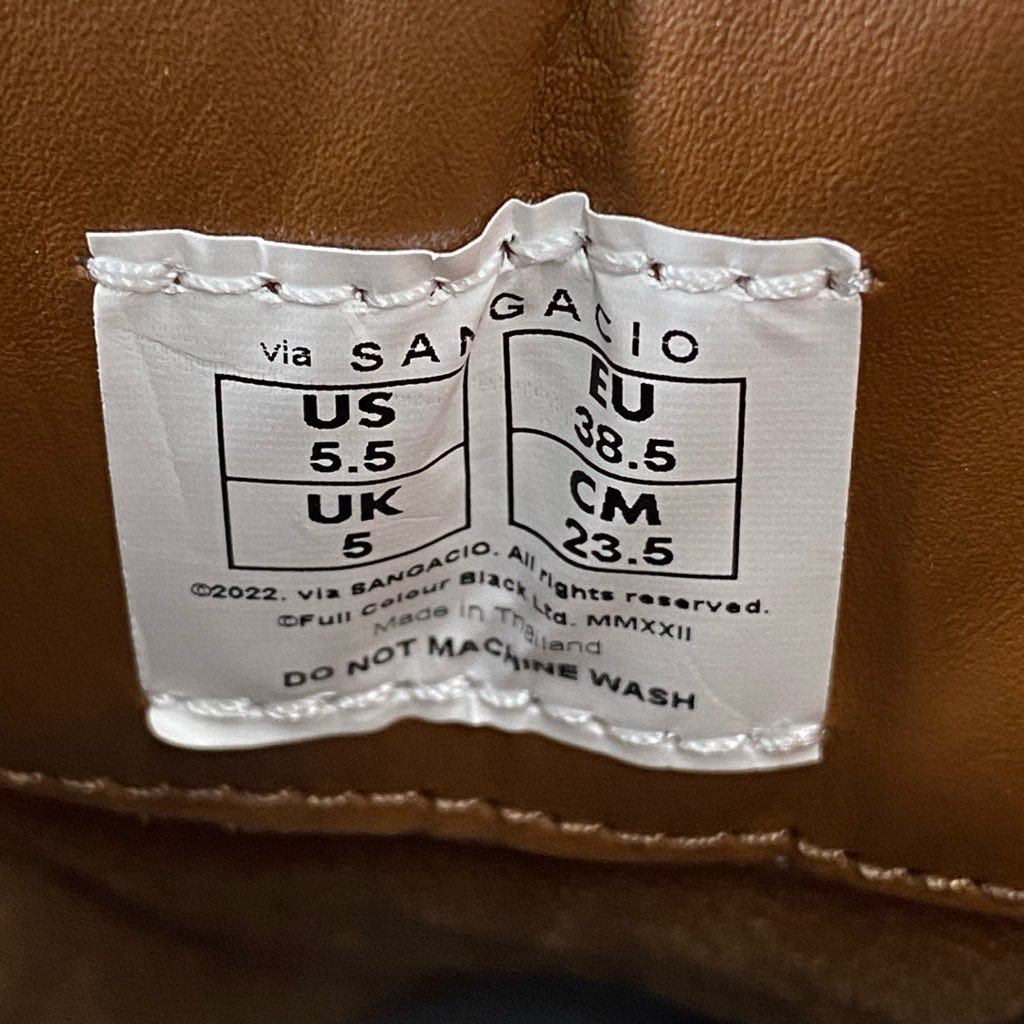 via SANGACIO
US
5.5
UK
5
EU
38.5
CM
23.5
©2022, via SANGACIO. All rights reserved.
©Full Colour Black Ltd. MMXXII
Made in Thailand
DO NOT MACHINE WASH